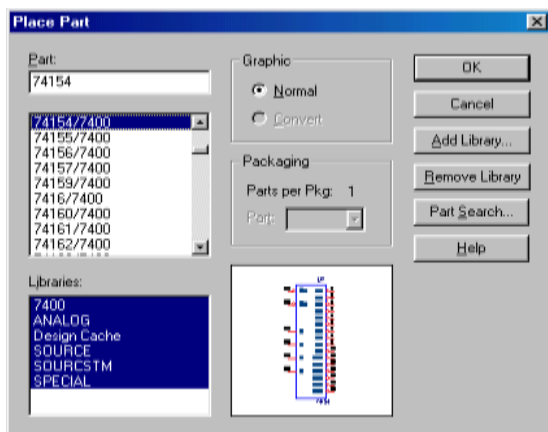 Place Part
Part:
74154
74154/7400
74155/7400
74156/7400
74157/7400
74159/7400
7416/7400
74160/7400
74161/7400
74162/7400
Libraries:
7400
ANALOG
Design Cache
SOURCE
SOURCSTM
SPECIAL
Graphic
Normal
Convert
Packaging
Parts per Pkg: 1
Part:
OK
Cancel
Add Library...
Remove Library
Part Search...
Help